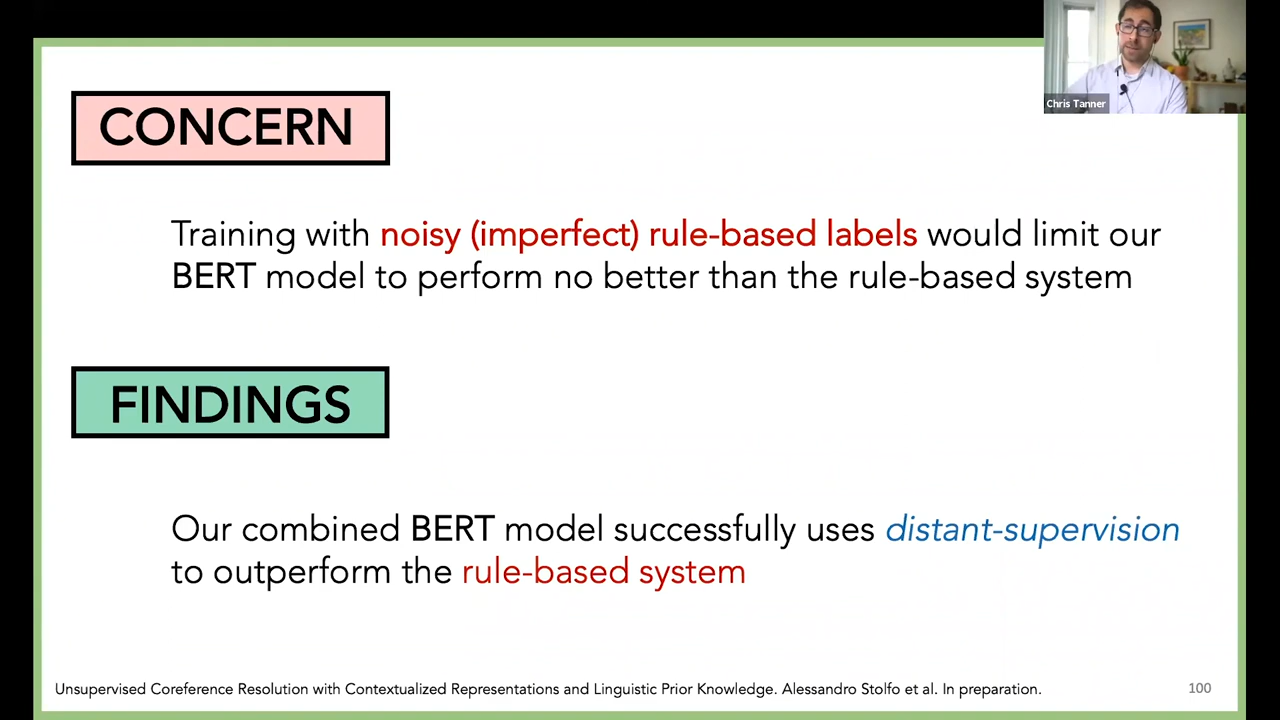 Chris Tanner
CONCERN
Training with noisy (imperfect) rule-based labels would limit our
BERT model to perform no better than the rule-based system
FINDINGS
Our combined BERT model successfully uses distant-supervision
to outperform the rule-based system
Unsupervised Coreference Resolution with Contextualized Representations and Linguistic Prior Knowledge. Alessandro Stolfo et al. In preparation.
100